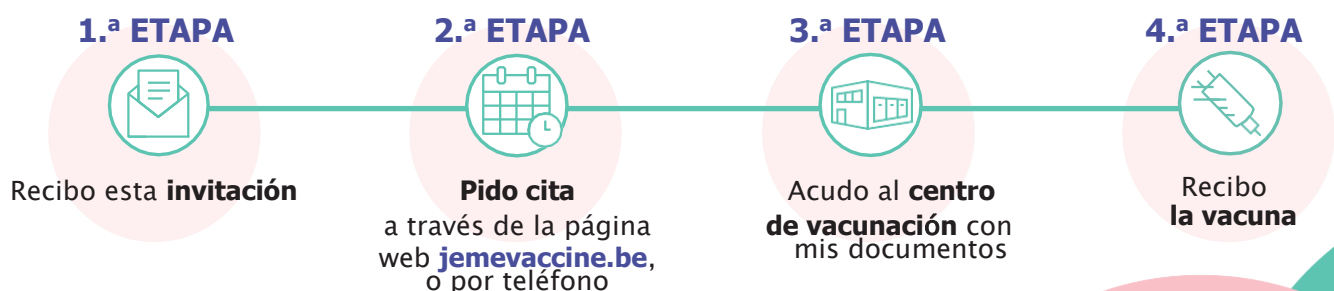 1.ª ETAPA
Recibo esta invitación
2.ª ETAPA
Pido cita
a través de la página
web jemevaccine.be,
o por teléfono
3.ª ETAPA
Acudo al centro
de vacunación con
mis documentos
4.ª ETAPA
Recibo
la vacuna